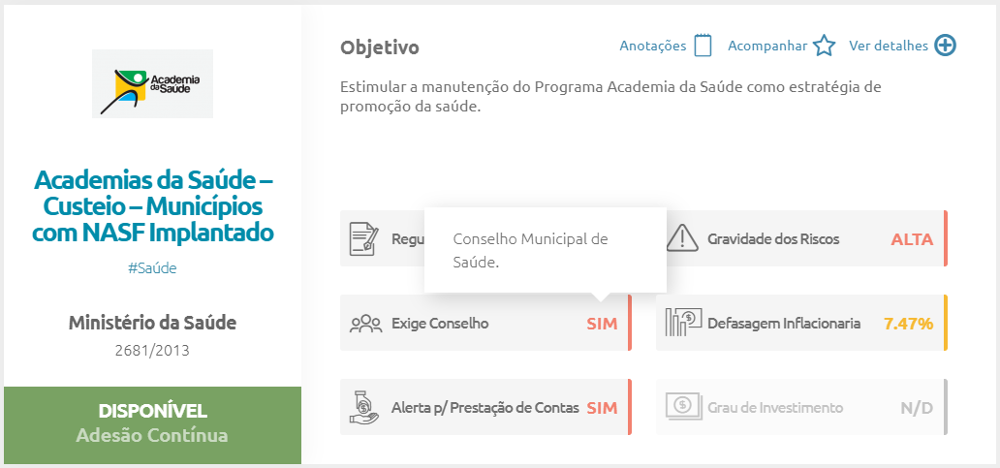 Academia
da Saúde
Academias da Saúde –
Custeio – Municípios
com NASF Implantado
#Saúde
Ministério da Saúde
2681/2013
DISPONÍVEL
Adesão Contínua
Objetivo
Anotações
Acompanhar
Ver detalhes
Estimular a manutenção do Programa Academia da Saúde como estratégia de
promoção da saúde.
Conselho Municipal de
Saúde.
Gravidade dos Riscos ALTA
Exige Conselho SIM
Defasagem Inflacionaria 7.47%
Alerta p/ Prestação de Contas SIM
Grau de Investimento N/D